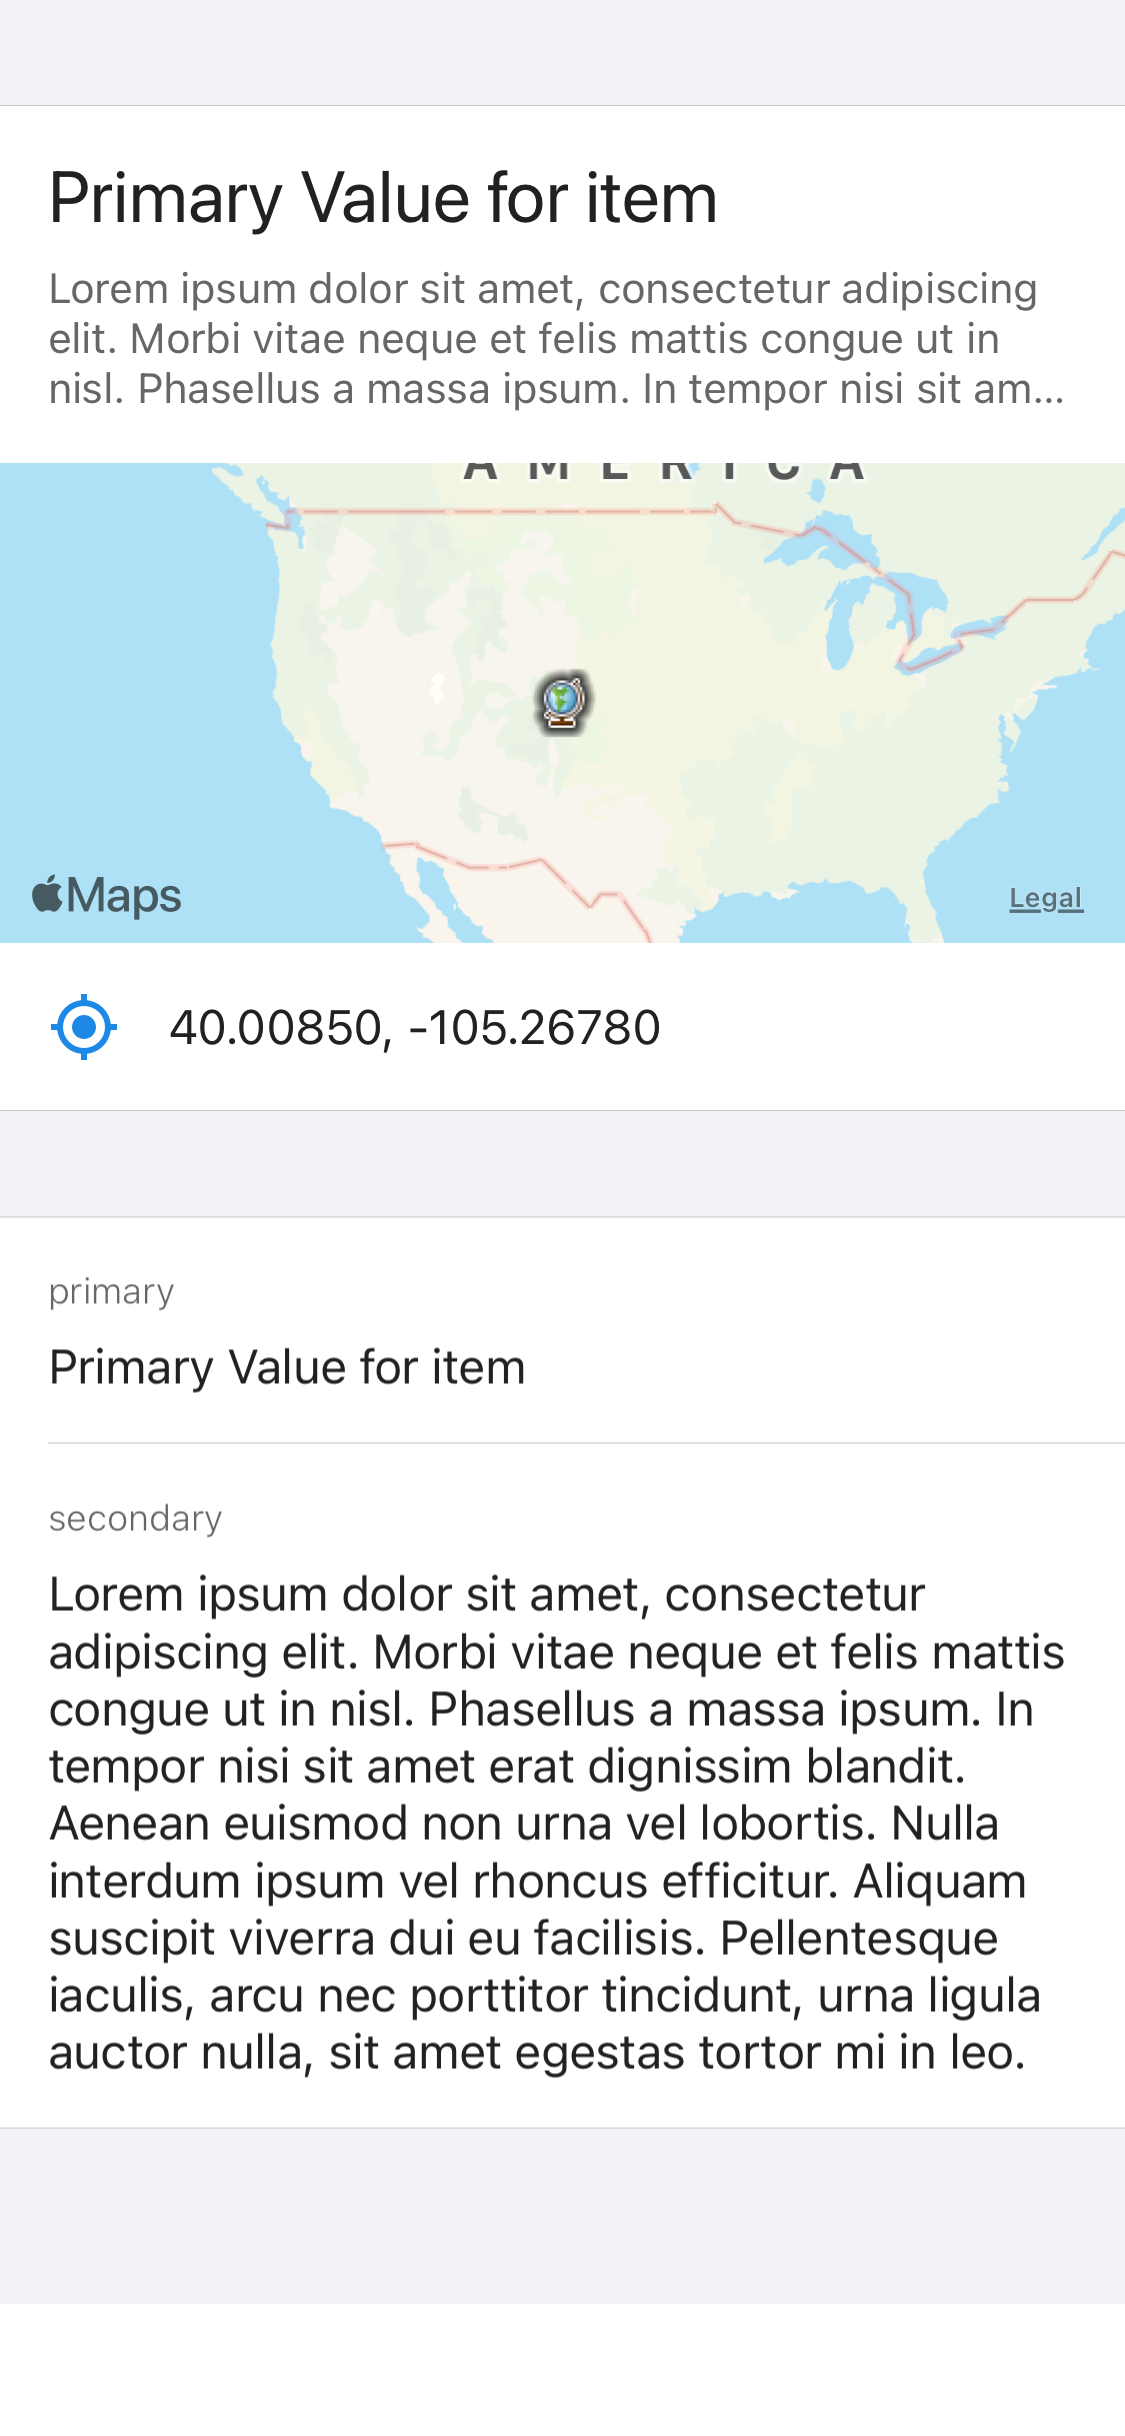 Primary Value for item
Lorem ipsum dolor sit amet, consectetur adipiscing
elit. Morbi vitae neque et felis mattis congue ut in
nisl. Phasellus a massa ipsum. In tempor nisi sit am...
AMERICA
Maps
Legal
40.00850, -105.26780
primary
Primary Value for item
secondary
Lorem ipsum dolor sit amet, consectetur
adipiscing elit. Morbi vitae neque et felis mattis
congue ut in nisl. Phasellus a massa ipsum. In
tempor nisi sit amet erat dignissim blandit.
Aenean euismod non urna vel lobortis. Nulla
interdum ipsum vel rhoncus efficitur. Aliquam
suscipit viverra dui eu facilisis. Pellentesque
iaculis, arcu nec porttitor tincidunt, urna ligula
auctor nulla, sit amet egestas tortor mi in leo.